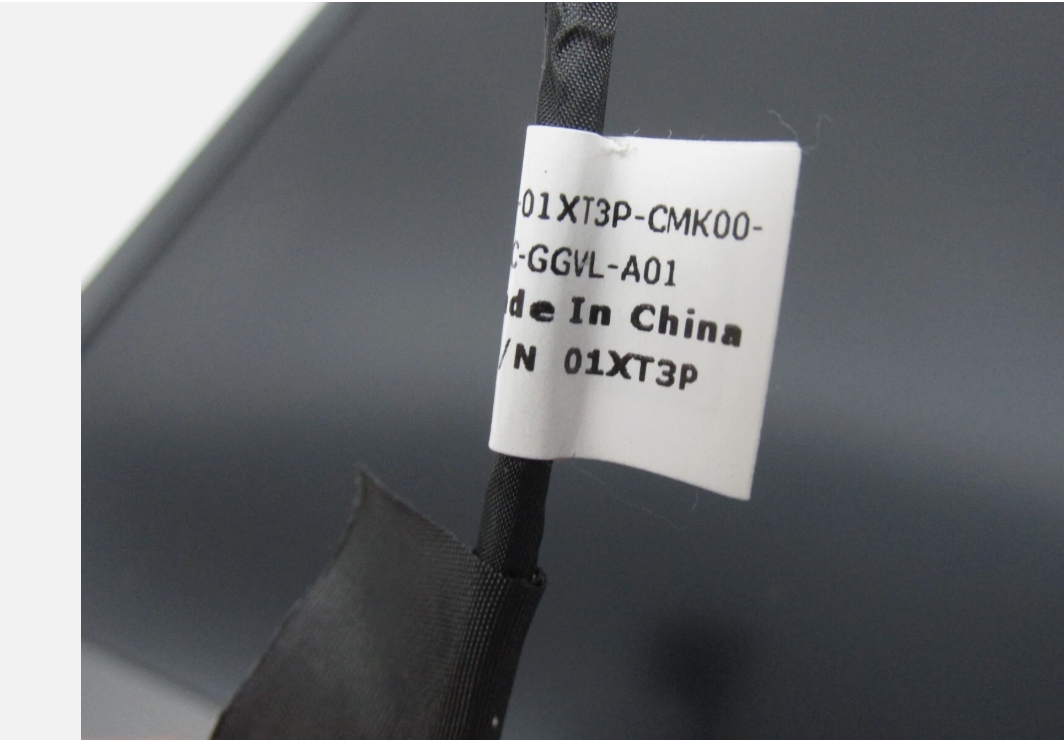 -01XT3P-CMK00-
C-GGVL-A01
de In China
/N 01XT3P